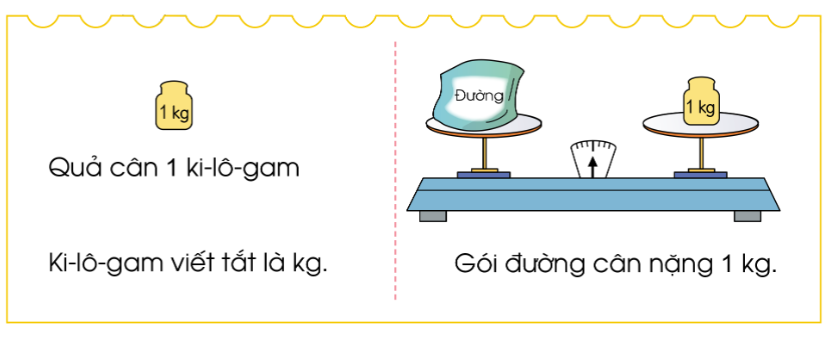 1 kg
Quả cân 1 ki-lô-gam
Ki-lô-gam viết tắt là kg.
Đường
1 kg
Gói đường cân nặng 1 kg.